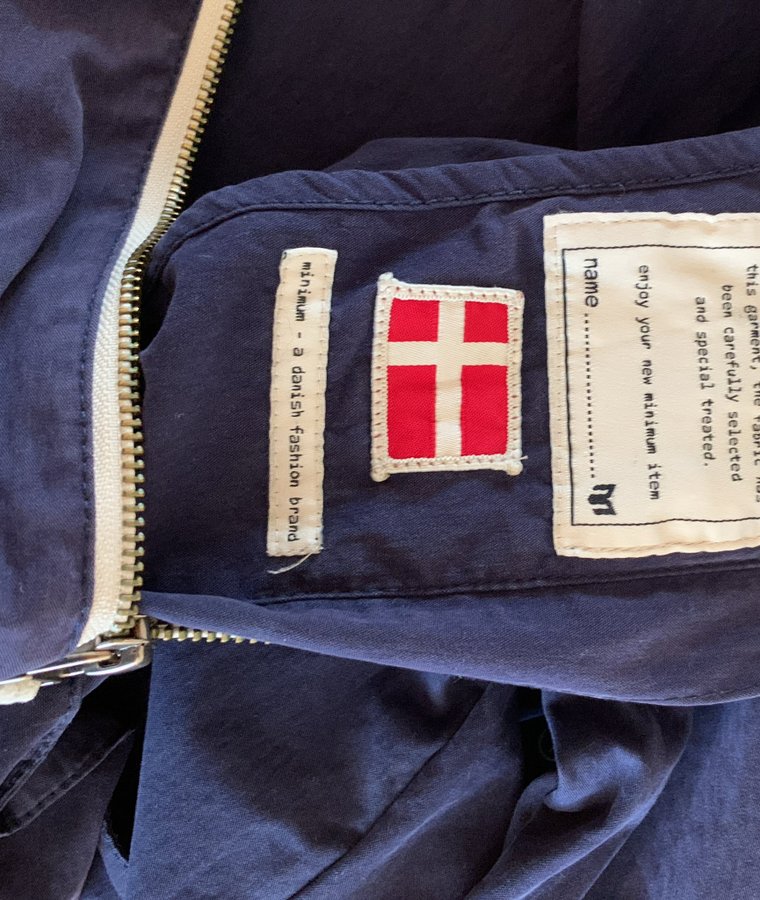 this garment, the fabric has
been carefully selected
and special treated.
enjoy your new minimum item
name ..............................
minimum - a danish fashion brand